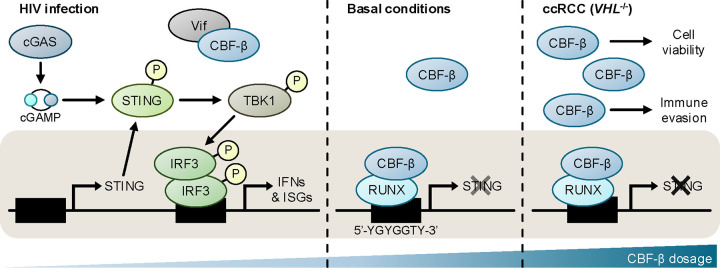 HIV infection
cGAS
cGAMP
Vif
CBF-β
P
STING
TBK1
P
IRF3
P
IRF3
P
STING
IFNs
& ISGs
Basal conditions
CBF-β
CBF-β
RUNX
STING
5'-YGYGGTY-3'
ccRCC (VHL-/-)
CBF-β
Cell
viability
CBF-β
CBF-β
Immune
evasion
CBF-β
RUNX
STING
CBF-β dosage